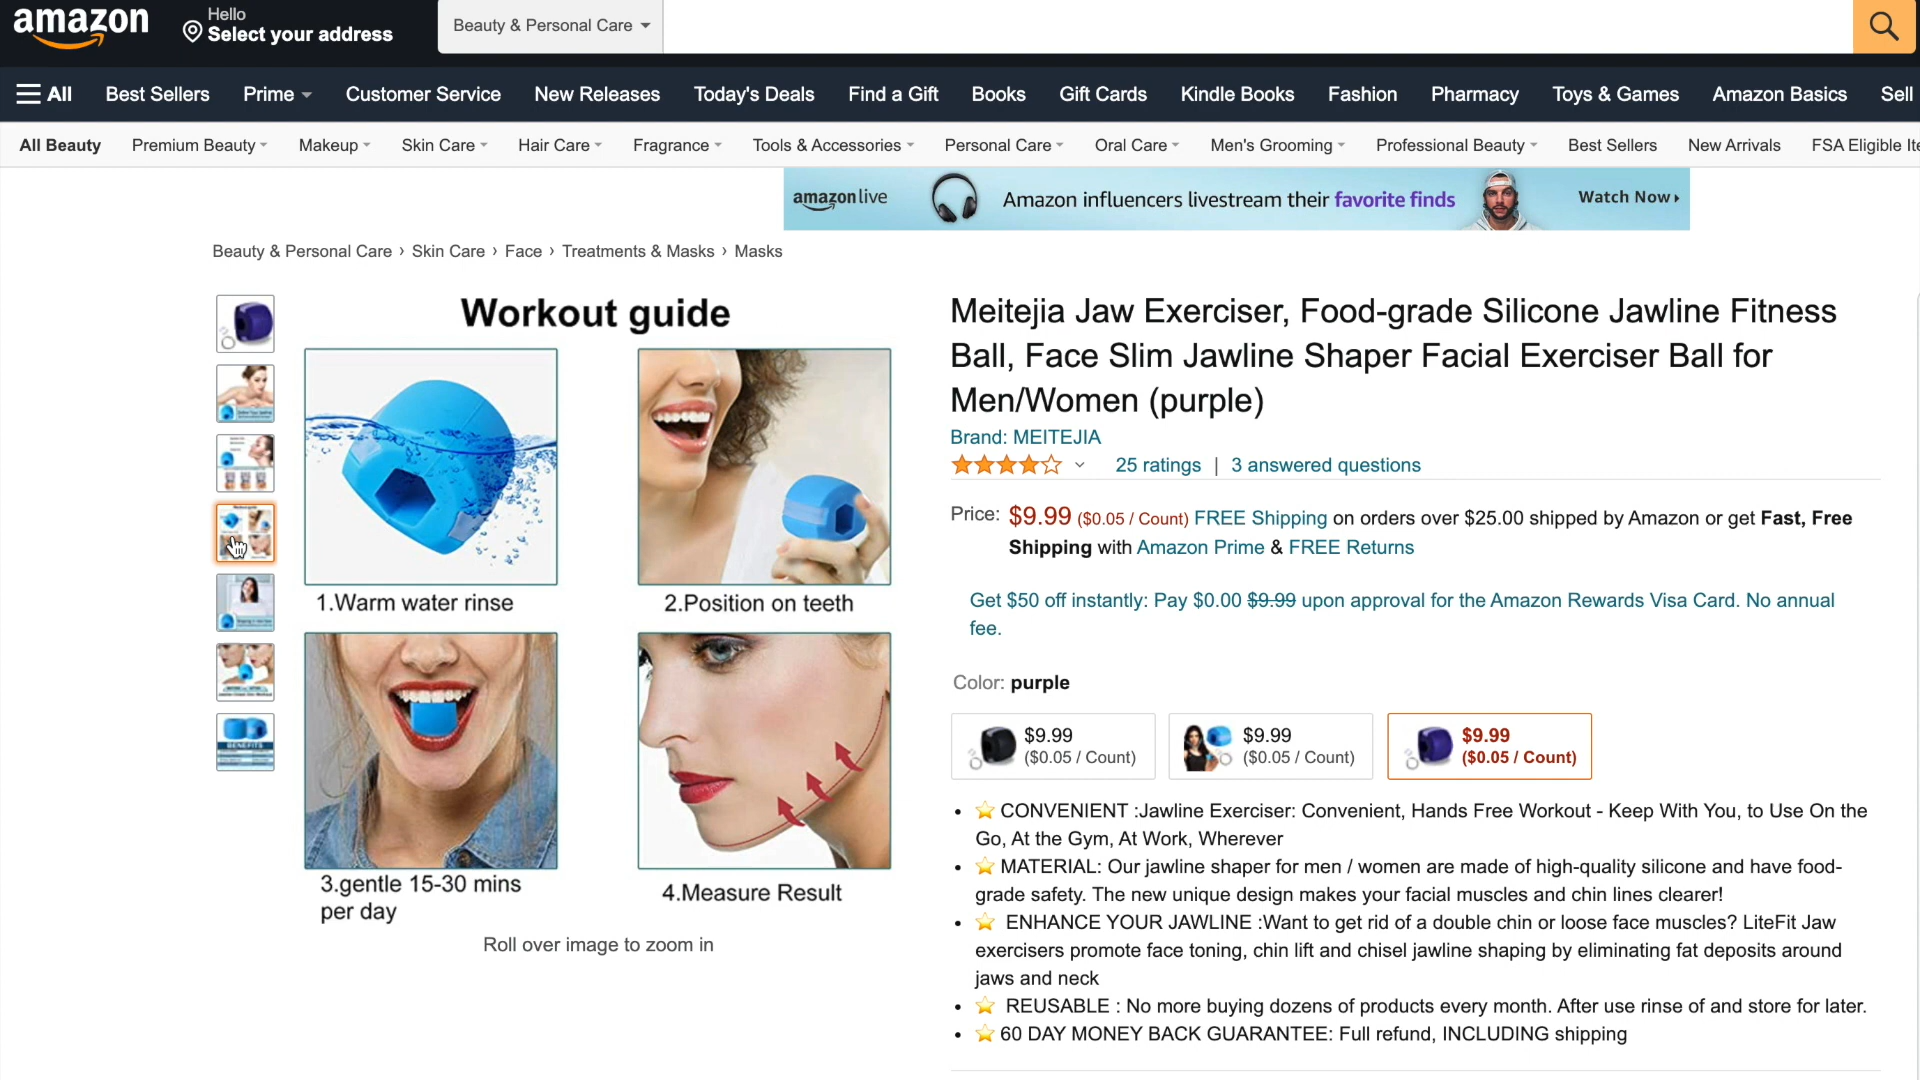 amazon
Hello
Select your address
Beauty & Personal Care
All
Best Sellers
Prime
Customer Service
New Releases
Today's Deals
Find a Gift
Books
Gift Cards
Kindle Books
Fashion
Pharmacy
Toys & Games
Amazon Basics
Sell
All Beauty
Premium Beauty
Makeup
Skin Care
Hair Care
Fragrance
Tools & Accessories
Personal Care
Oral Care
Men's Grooming
Professional Beauty
Best Sellers
New Arrivals
FSA Eligible Ite
amazonlive
Amazon influencers livestream their favorite finds
Watch Now
Beauty & Personal Care › Skin Care › Face › Treatments & Masks › Masks
Workout guide
1.Warm water rinse
2.Position on teeth
3.gentle 15-30 mins
per day
4.Measure Result
BENEFITS
Roll over image to zoom in
Meitejia Jaw Exerciser, Food-grade Silicone Jawline Fitness
Ball, Face Slim Jawline Shaper Facial Exerciser Ball for
Men/Women (purple)
Brand: MEITEJIA
25 ratings | 3 answered questions
Price: $9.99 ($0.05 / Count) FREE Shipping on orders over $25.00 shipped by Amazon or get Fast, Free
Shipping with Amazon Prime & FREE Returns
Get $50 off instantly: Pay $0.00 $9.99 upon approval for the Amazon Rewards Visa Card. No annual
fee.
Color: purple
$9.99
($0.05 / Count)
$9.99
($0.05 / Count)
$9.99
($0.05 / Count)
• ⭐ CONVENIENT :Jawline Exerciser: Convenient, Hands Free Workout - Keep With You, to Use On the
Go, At the Gym, At Work, Wherever
• ⭐ MATERIAL: Our jawline shaper for men / women are made of high-quality silicone and have food-
grade safety. The new unique design makes your facial muscles and chin lines clearer!
• ⭐ ENHANCE YOUR JAWLINE :Want to get rid of a double chin or loose face muscles? LiteFit Jaw
exercisers promote face toning, chin lift and chisel jawline shaping by eliminating fat deposits around
jaws and neck
• ⭐ REUSABLE : No more buying dozens of products every month. After use rinse of and store for later.
• ⭐ 60 DAY MONEY BACK GUARANTEE: Full refund, INCLUDING shipping